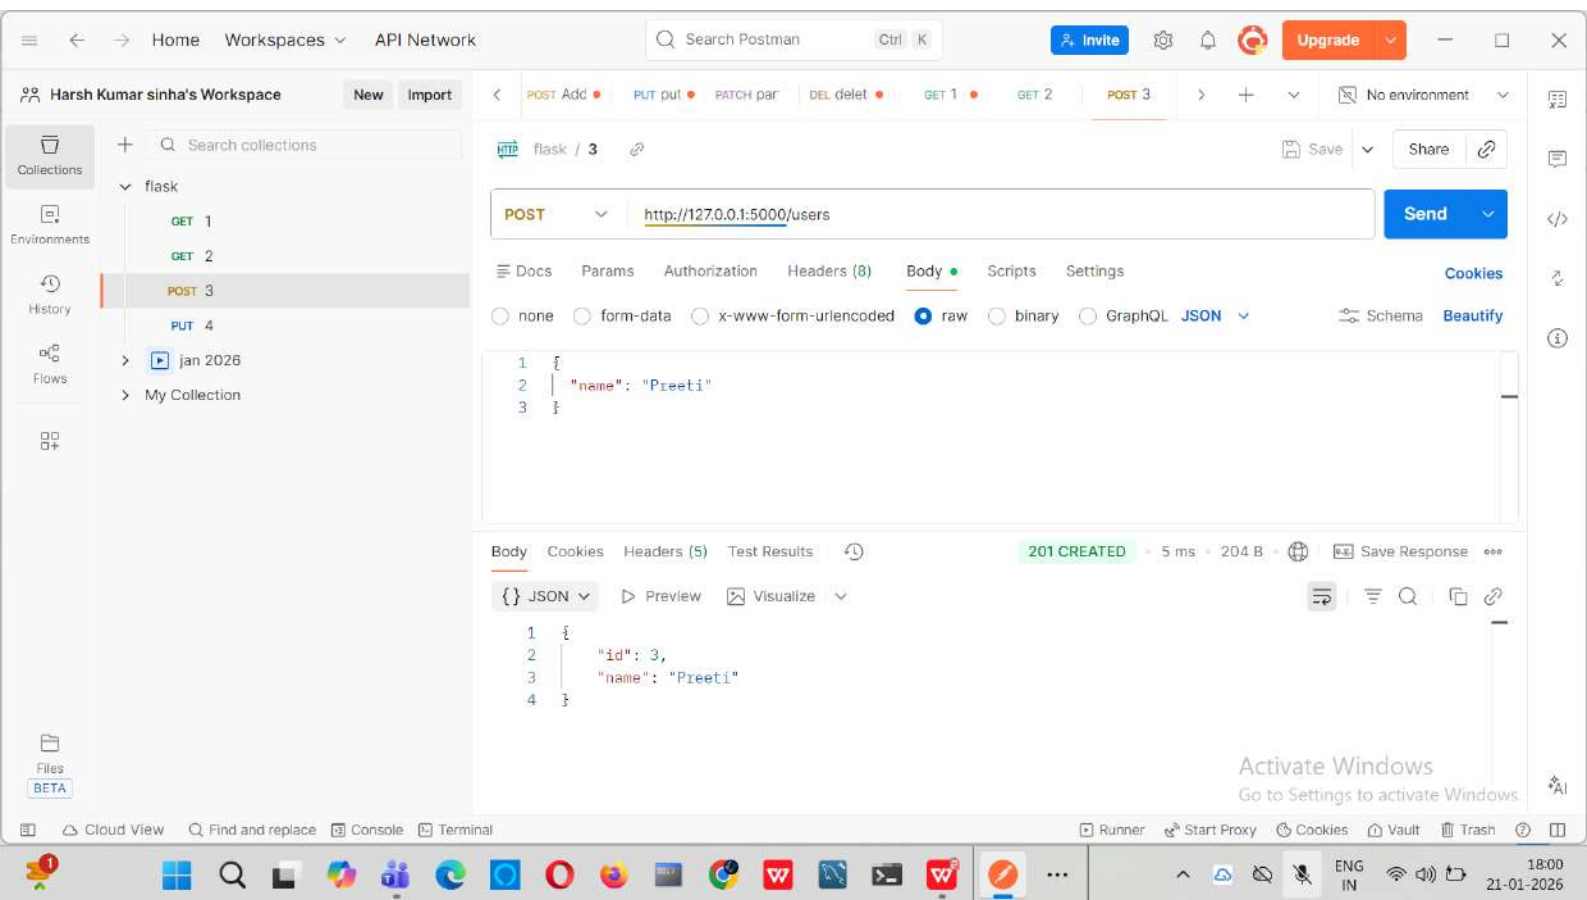 Home Workspaces API Network Search Postman Ctrl K Invite Upgrade
Harsh Kumar sinha's Workspace New Import POST Add PUT put PATCH par DEL delet GET 1 GET 2 POST 3 No environment
Collections
Search collections
flask
GET 1
GET 2
POST 3
PUT 4
jan 2026
My Collection
Environments
History
Flows
Files
BETA
HTTP flask / 3 Save Share
POST http://127.0.0.1:5000/users Send
Docs Params Authorization Headers (8) Body Scripts Settings Cookies
none form-data x-www-form-urlencoded raw binary GraphQL JSON Schema Beautify
1 {
2 "name": "Preeti"
3 }
Body Cookies Headers (5) Test Results 201 CREATED 5 ms 204 B Save Response
{} JSON Preview Visualize
1 {
2 "id": 3,
3 "name": "Preeti"
4 }
Activate Windows
Go to Settings to activate Windows.
AI
Cloud View Find and replace Console Terminal Runner Start Proxy Cookies Vault Trash
1 ENG 18:00
IN 21-01-2026